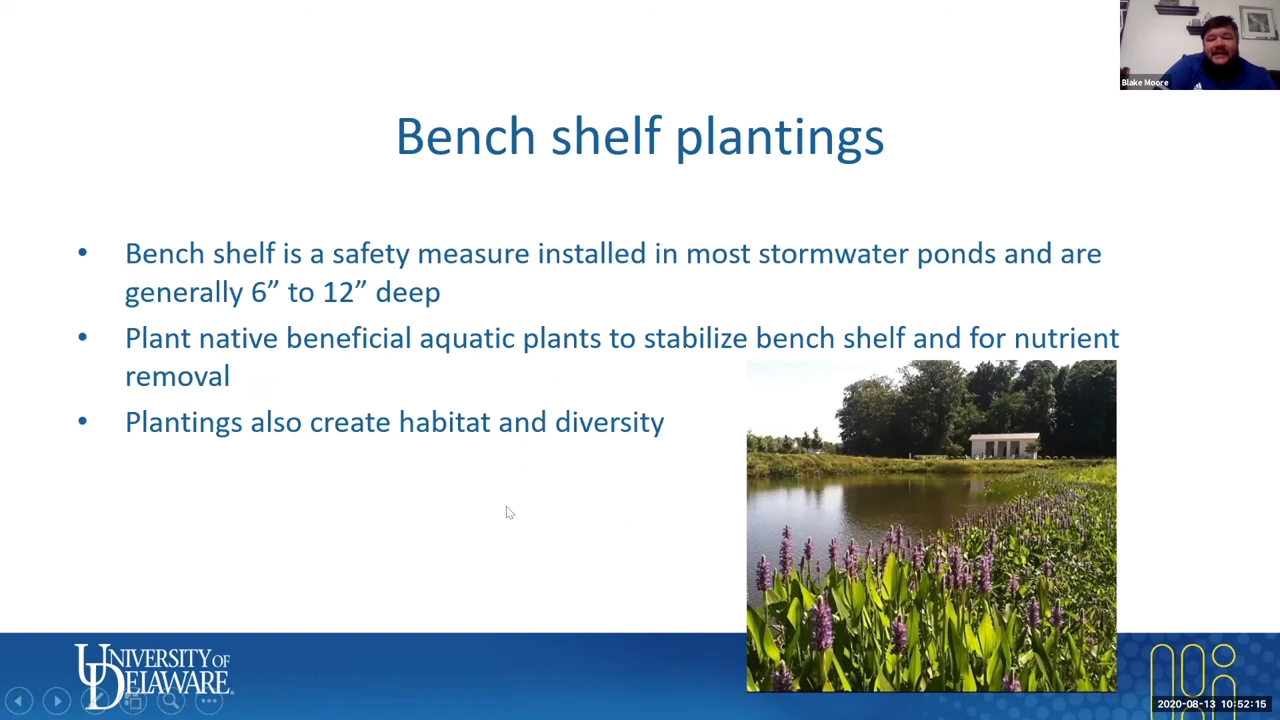 Blake Moore
Bench shelf plantings
• Bench shelf is a safety measure installed in most stormwater ponds and are
generally 6” to 12” deep
• Plant native beneficial aquatic plants to stabilize bench shelf and for nutrient
removal
• Plantings also create habitat and diversity
UNIVERSITY OF
DELAWARE
2020-08-13 10:52:15